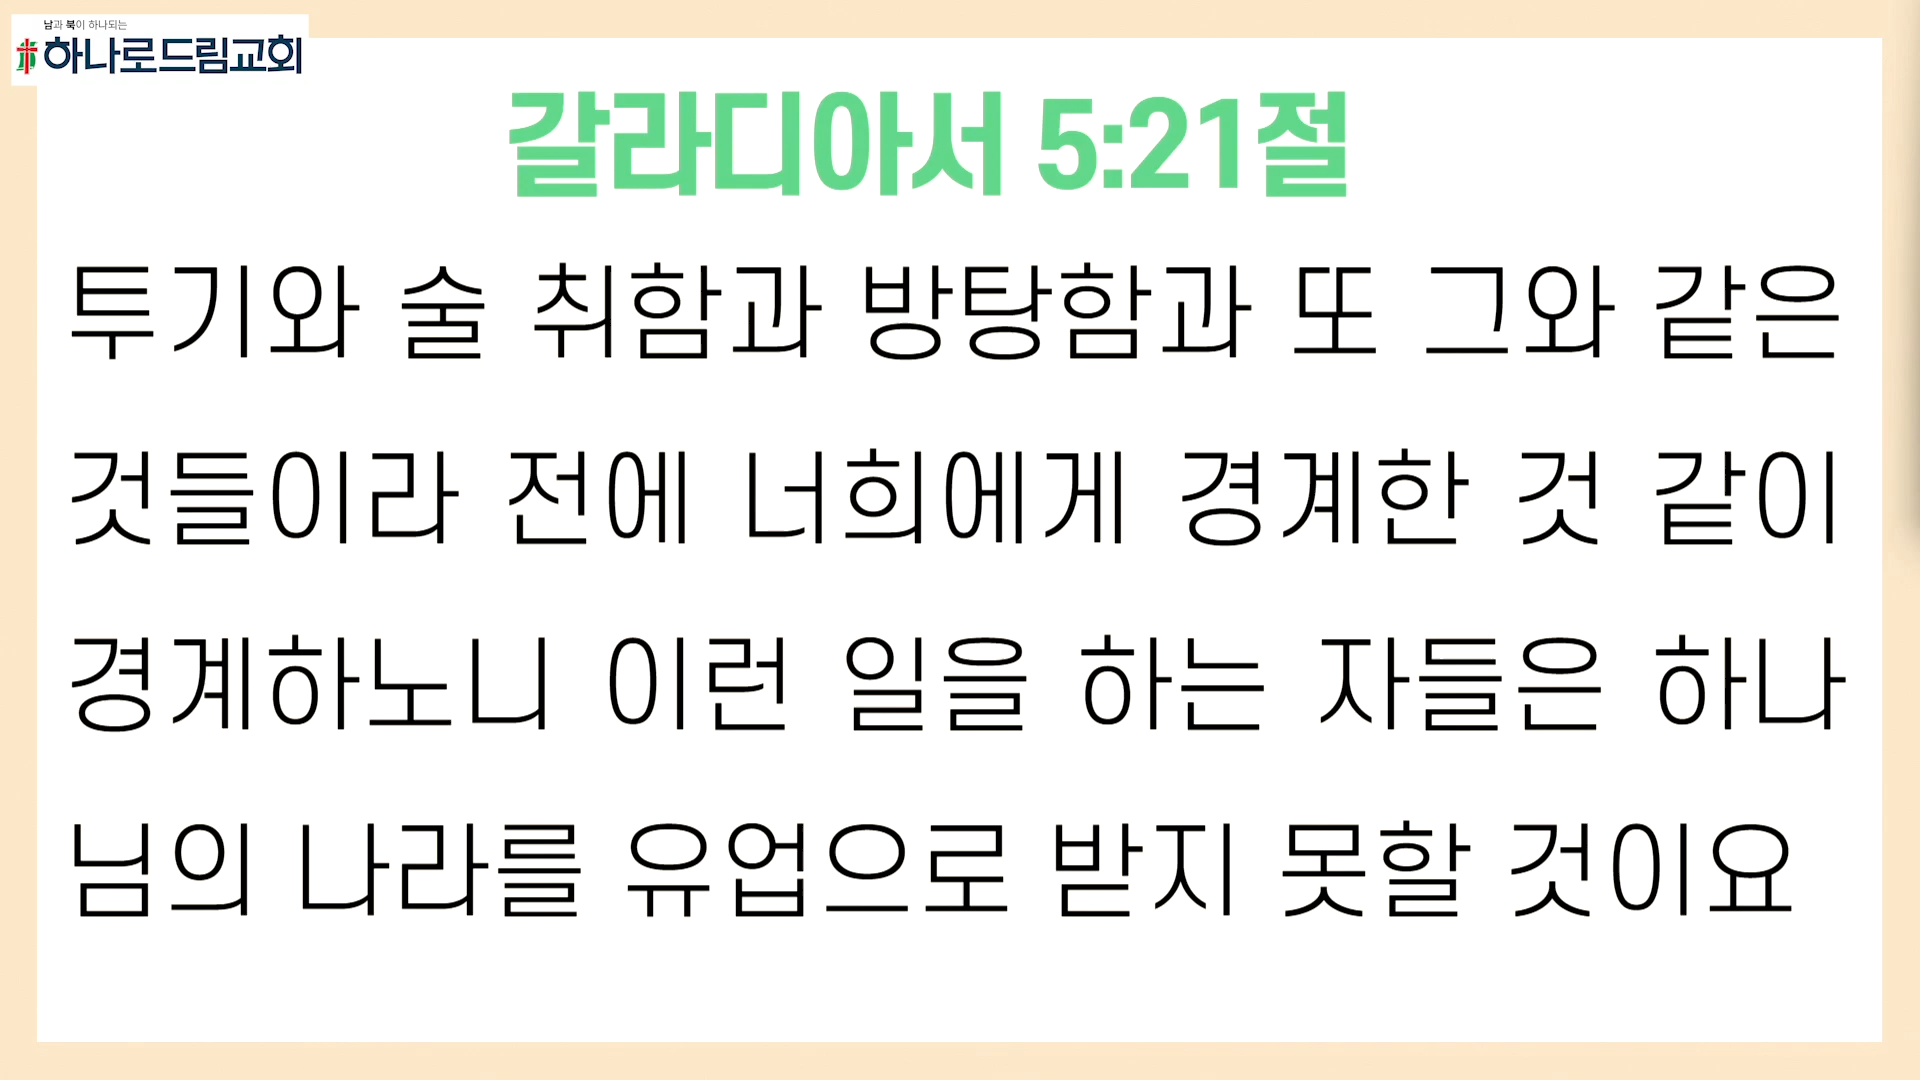 남과 북이 하나되는
하나로드림교회
갈라디아서 5:21절
투기와 술 취함과 방탕함과 또 그와 같은
것들이라 전에 너희에게 경계한 것 같이
경계하노니 이런 일을 하는 자들은 하나
님의 나라를 유업으로 받지 못할 것이요